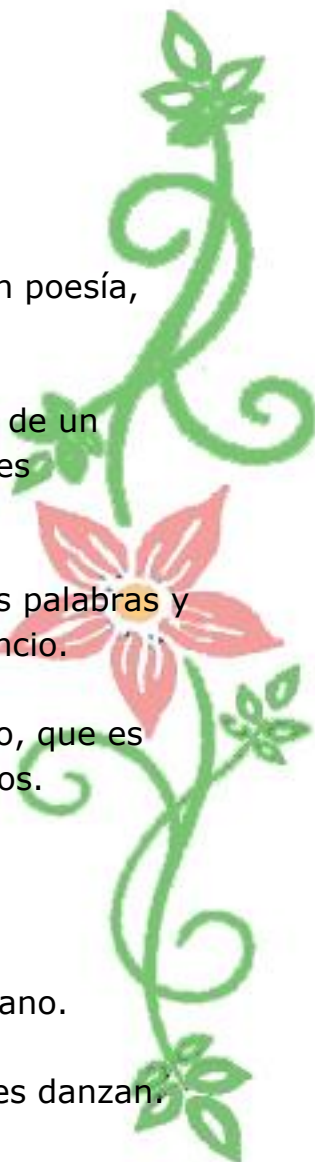 n poesía,
de un
es
s palabras y
ncio.
o, que es
os.
ano.
es danzan.